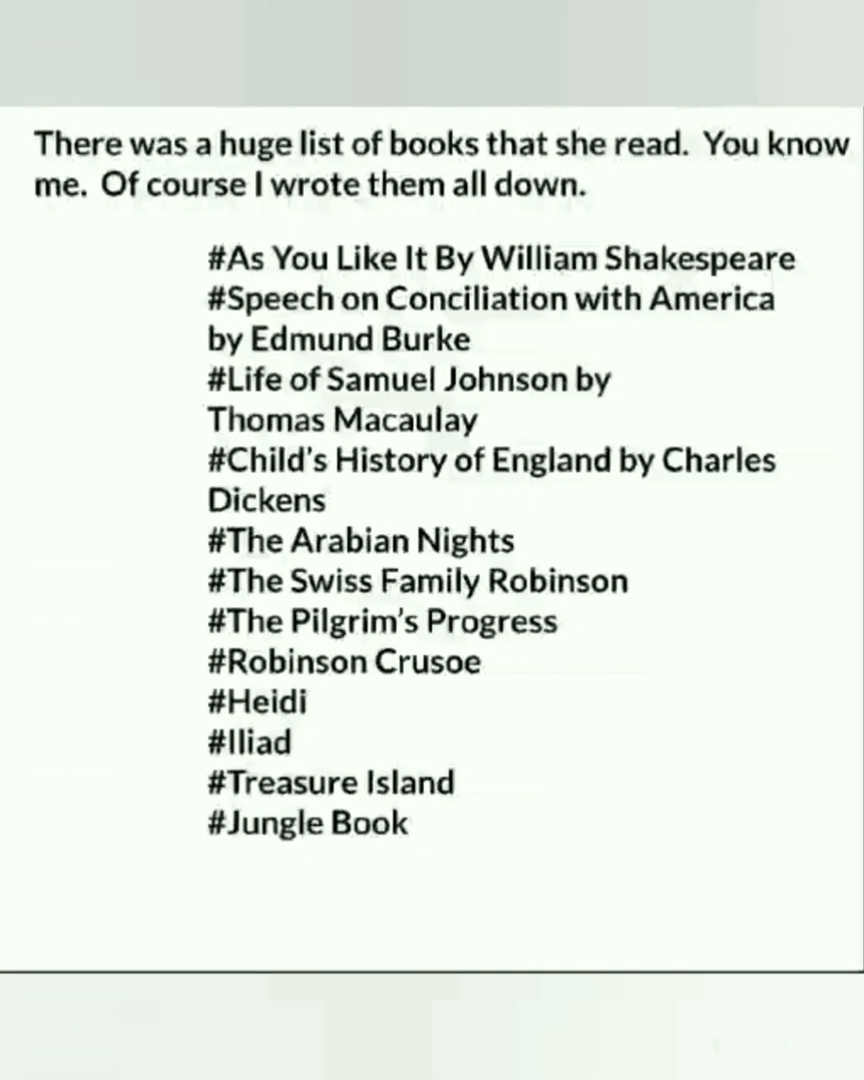 There was a huge list of books that she read. You know
me. Of course I wrote them all down.
#As You Like It By William Shakespeare
#Speech on Conciliation with America
by Edmund Burke
#Life of Samuel Johnson by
Thomas Macaulay
#Child's History of England by Charles
Dickens
#The Arabian Nights
#The Swiss Family Robinson
#The Pilgrim's Progress
#Robinson Crusoe
#Heidi
#Iliad
#Treasure Island
#Jungle Book